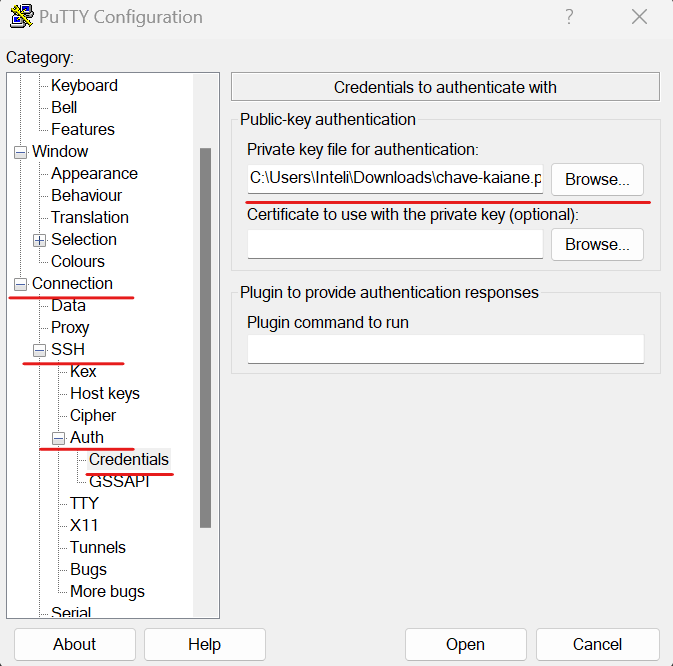 PuTTY Configuration
?
Category:
Keyboard
Bell
Features
Window
Appearance
Behaviour
Translation
Selection
Colours
Connection
Data
Proxy
SSH
Kex
Host keys
Cipher
Auth
Credentials
GSSAPI
TTY
X11
Tunnels
Bugs
More bugs
Serial
Credentials to authenticate with
Public-key authentication
Private key file for authentication:
C:\Users\Inteli\Downloads\chave-kaiane.p
Browse...
Certificate to use with the private key (optional):
Browse...
Plugin to provide authentication responses
Plugin command to run
About
Help
Open
Cancel